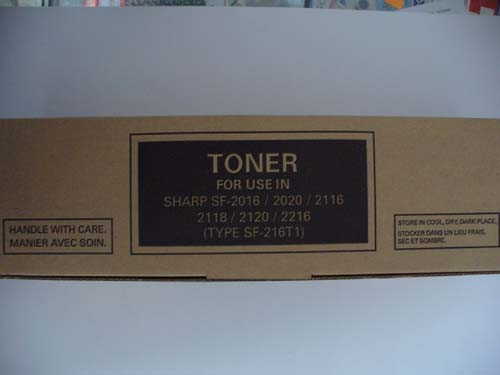 TONER
FOR USE IN
SHARP SF-2016 / 2020 / 2116
2118 / 2120 / 2216
(TYPE SF-216T1)
HANDLE WITH CARE.
MANIER AVEC SOIN.
STORE IN COOL, DRY, DARK PLACE.
STOCKER DANS UN LIEU FRAIS,
SEC ET SOMBRE.